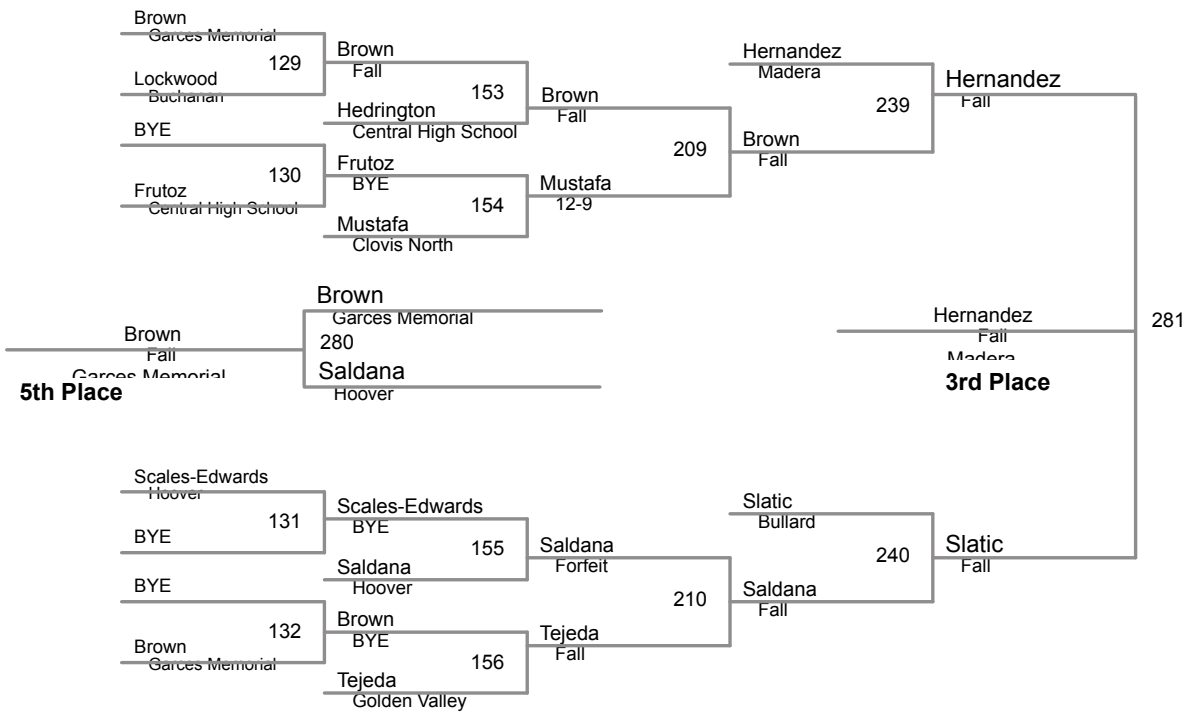 Brown
Garces Memorial
129
Lockwood
Buchanan
BYE
130
Frutoz
Central High School
Brown
Fall
153
Hedrington
Central High School
Frutoz
BYE
154
Mustafa
Clovis North
Brown
Fall
209
Mustafa
12-9
Hernandez
Madera
239
Brown
Fall
Hernandez
Fall
281
Brown
Garces Memorial
280
Saldana
Hoover
Brown
Fall
Garces Memorial
5th Place
Hernandez
Fall
Madera
3rd Place
Scales-Edwards
Hoover
131
BYE
BYE
132
Brown
Garces Memorial
Scales-Edwards
BYE
155
Saldana
Hoover
Brown
BYE
156
Tejeda
Golden Valley
Saldana
Forfeit
210
Tejeda
Fall
Slatic
Bullard
240
Saldana
Fall
Slatic
Fall